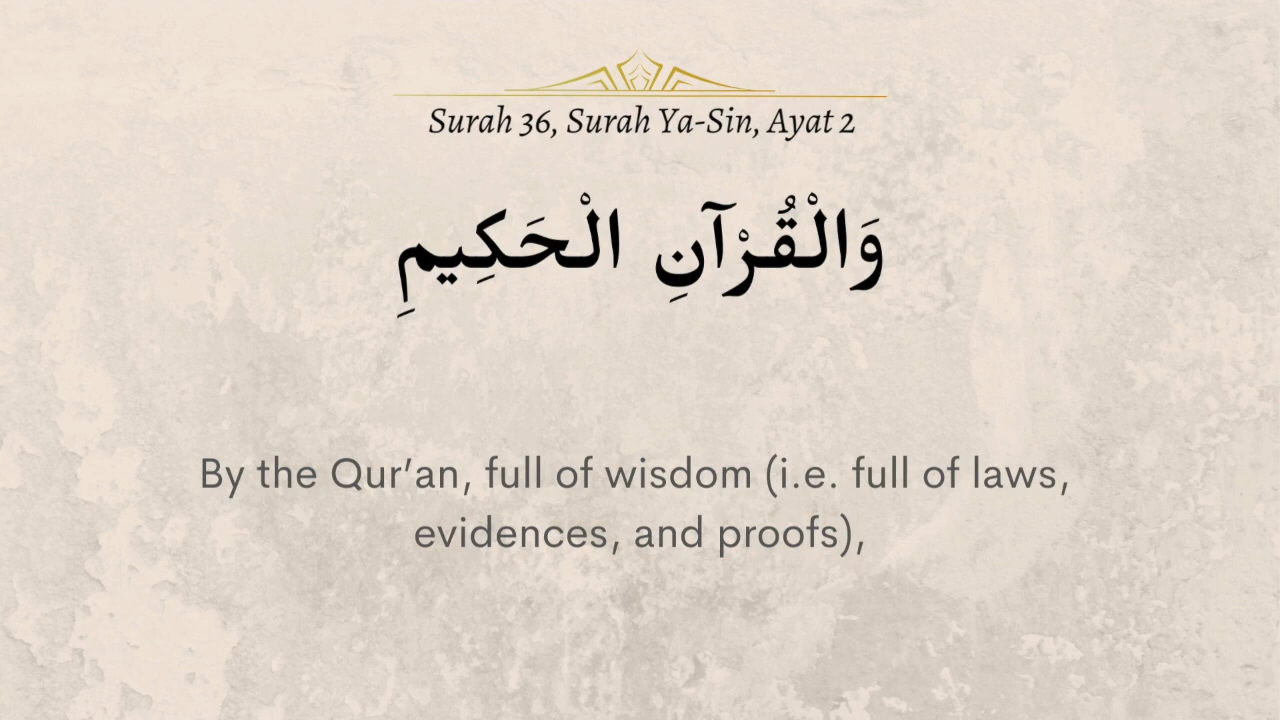 Surah 36, Surah Ya-Sin, Ayat 2
وَالْقُرْآنِ الْحَكِيمِ
By the Qur’an, full of wisdom (i.e. full of laws,
evidences, and proofs),